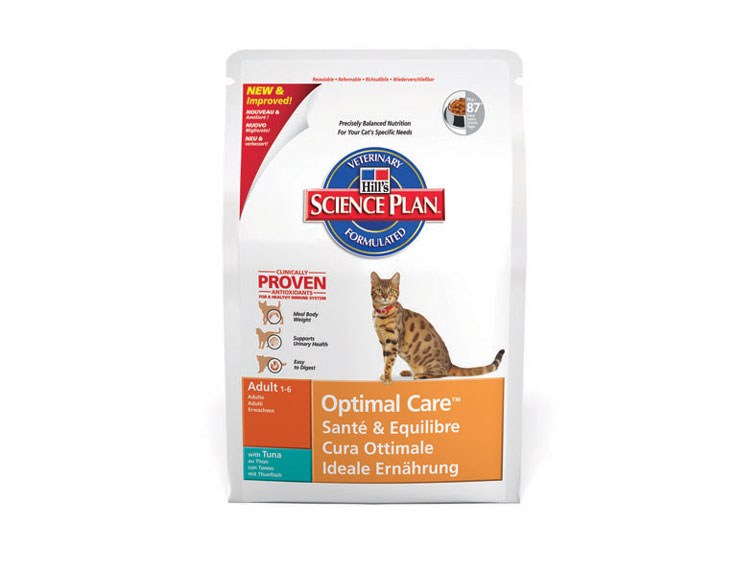 Resealable • Refermable • Richiudibile • Wiederverschließbar
NEW &
Improved!
NOUVEAU &
Amélioré !
NUOVO
Migliorato!
NEU &
verbessert!
87
Precisely Balanced Nutrition
For Your Cat's Specific Needs
VETERINARY
Hill's
SCIENCE PLAN
FORMULATED
CLINICALLY
PROVEN
ANTIOXIDANTS
FOR A HEALTHY IMMUNE SYSTEM
Ideal Body
Weight
Supports
Urinary Health
Easy
to Digest
Adult 1-6
Adulte
Adulti
Erwachsen
with Tuna
au Thon
con Tonno
mit Thunfisch
Optimal Care™
Santé & Equilibre
Cura Ottimale
Ideale Ernährung